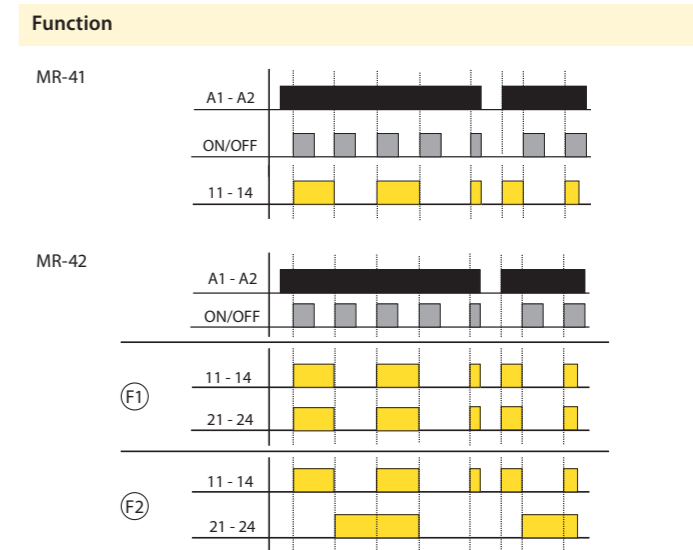 Function
MR-41
A1 - A2
ON/OFF
11 - 14
MR-42
A1 - A2
ON/OFF
F1
11 - 14
21 - 24
F2
11 - 14
21 - 24